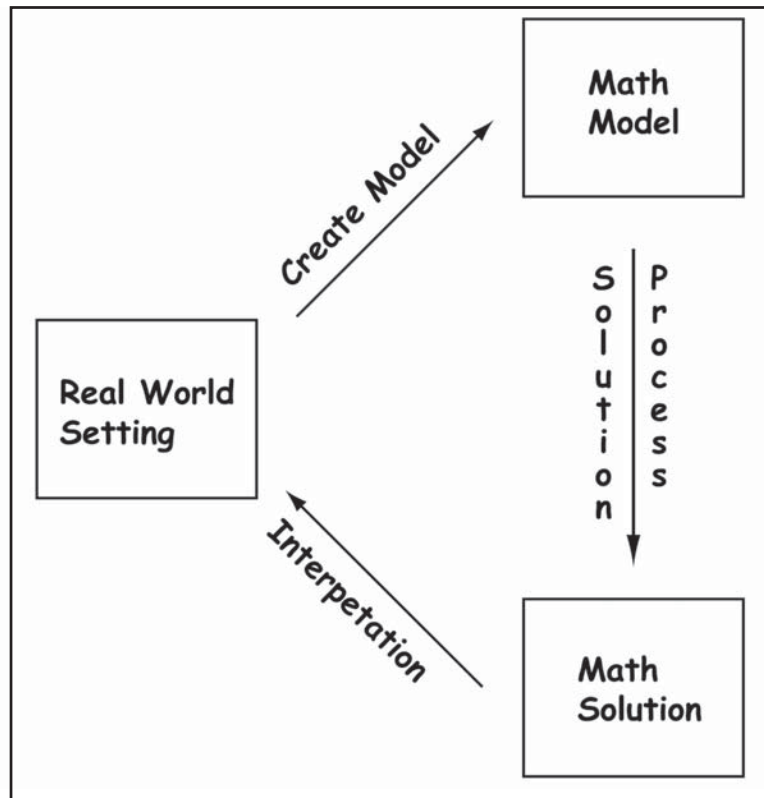 Math
Model
Create Model
Solution
Process
Real World
Setting
Interpetation
Math
Solution